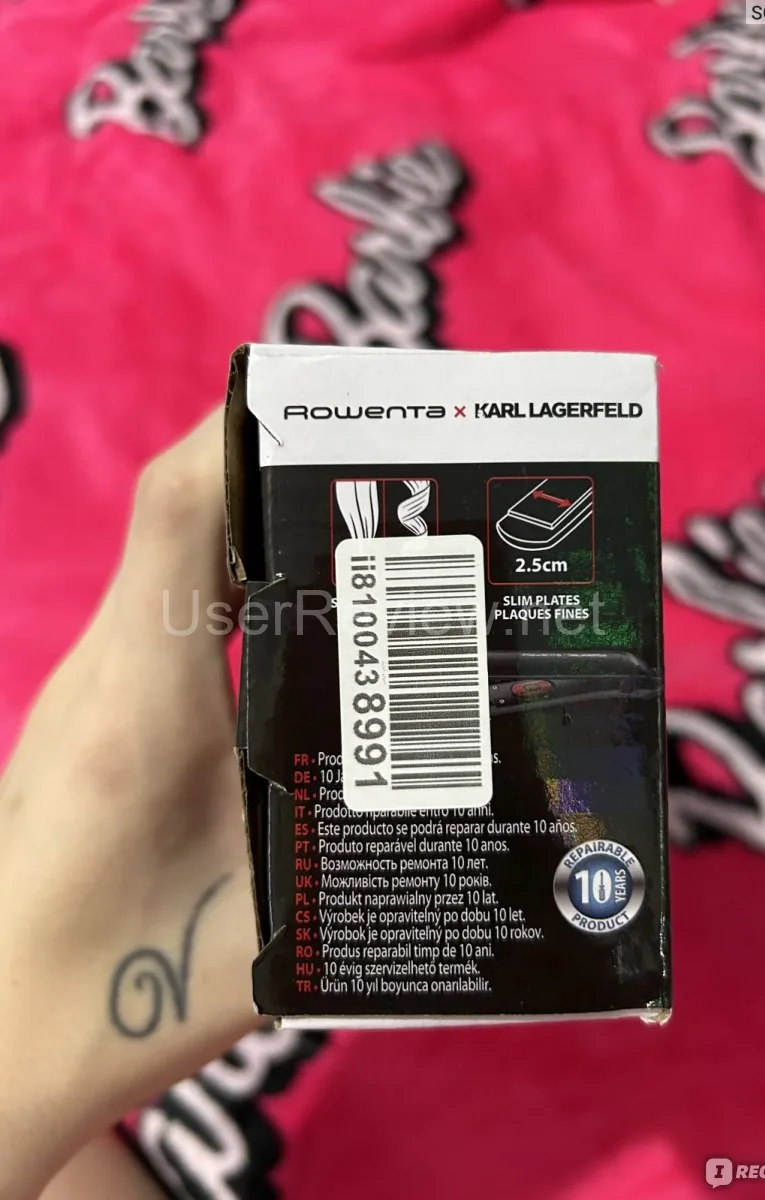 Barbie
Barbie
ROWENTA × KARL LAGERFELD
2.5cm
SLIM PLATES
PLAQUES FINES
ii8100438991
UserReview.net
FR •
DE • 10
NL •
IT • Prodotto riparabile entro 10 anni.
ES • Este producto se podrá reparar durante 10 años.
PT • Produto reparável durante 10 anos.
RU • Возможность ремонта 10 лет.
UK • Можливість ремонту 10 років.
PL • Produkt naprawialny przez 10 lat.
CS • Výrobek je opravitelný po dobu 10 let.
SK • Výrobok je opraviteľný po dobu 10 rokov.
RO • Produs reparabil timp de 10 ani.
HU • 10 évig szervizelhető termék.
TR • Ürün 10 yıl boyunca onarılabilir.
REPAIRABLE
10 YEARS
PRODUCT